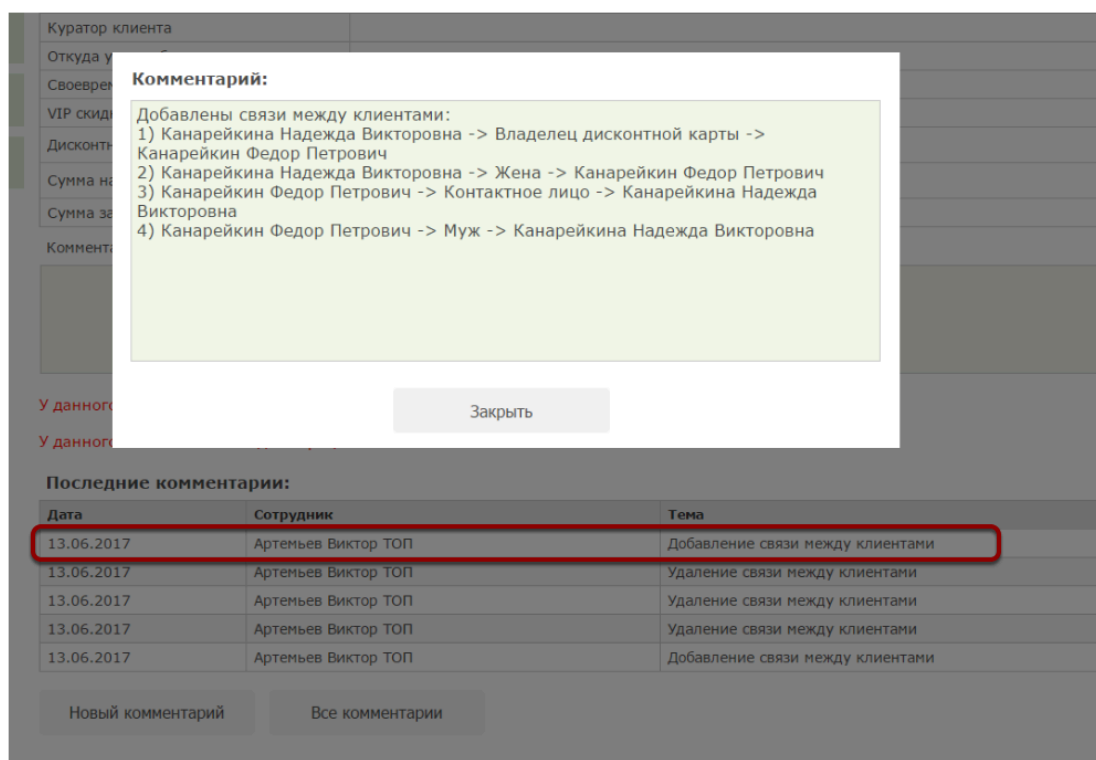 Куратор клиента
Откуда у
Своеврем
VIP скид
Дисконтн
Сумма на
Сумма за
Коммента
Комментарий:
Добавлены связи между клиентами:
1) Канарейкина Надежда Викторовна -> Владелец дисконтной карты ->
Канарейкин Федор Петрович
2) Канарейкина Надежда Викторовна -> Жена -> Канарейкин Федор Петрович
3) Канарейкин Федор Петрович -> Контактное лицо -> Канарейкина Надежда
Викторовна
4) Канарейкин Федор Петрович -> Муж -> Канарейкина Надежда Викторовна
Закрыть
У данного
У данного
Последние комментарии:
Дата Сотрудник Тема
13.06.2017 Артемьев Виктор ТОП Добавление связи между клиентами
13.06.2017 Артемьев Виктор ТОП Удаление связи между клиентами
13.06.2017 Артемьев Виктор ТОП Удаление связи между клиентами
13.06.2017 Артемьев Виктор ТОП Удаление связи между клиентами
13.06.2017 Артемьев Виктор ТОП Добавление связи между клиентами
Новый комментарий Все комментарии